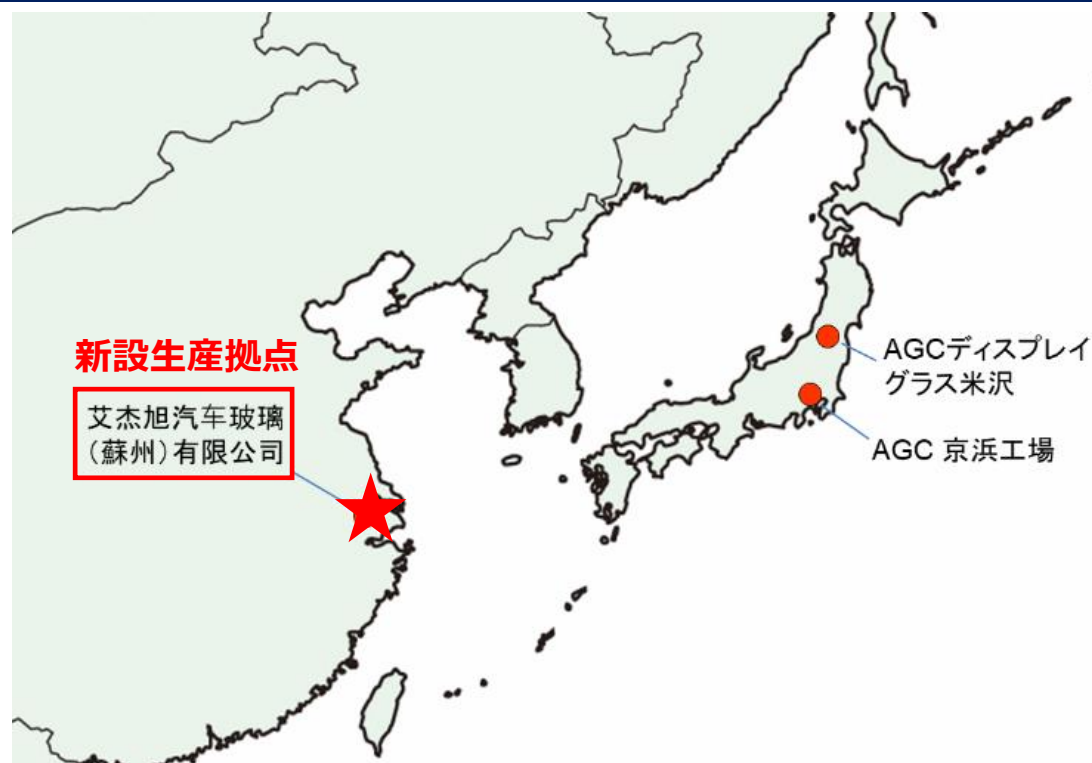 新設生産拠点
艾杰旭汽车玻璃
（蘇州）有限公司
AGCディスプレイ
グラス米沢
AGC 京浜工場